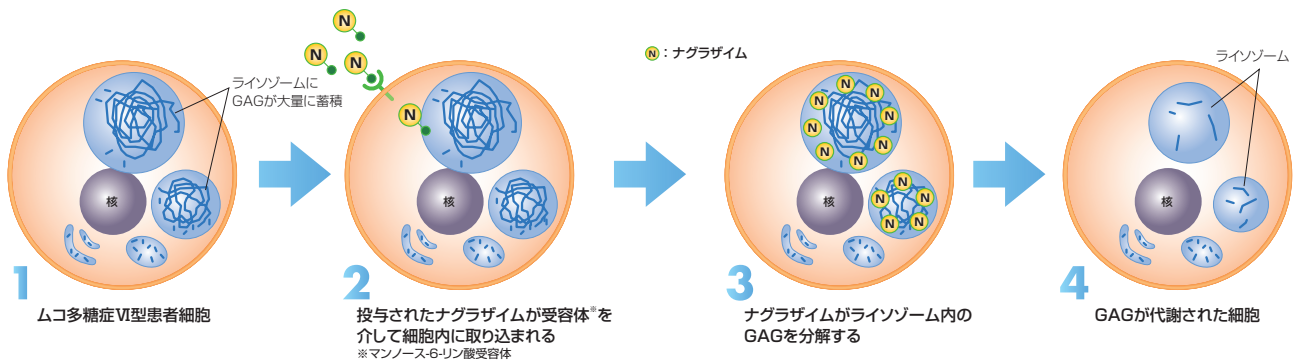 N
N
N
N
N
N:ナグラザイム
ライソゾームに
GAGが大量に蓄積
ライソゾーム
N
N
N
N
N
N
N
N
N
N
N
N
N
核
核
核
核
1
ムコ多糖症Ⅵ型患者細胞
2
投与されたナグラザイムが受容体※を
介して細胞内に取り込まれる
※マンノース-6-リン酸受容体
3
ナグラザイムがライソゾーム内の
GAGを分解する
4
GAGが代謝された細胞